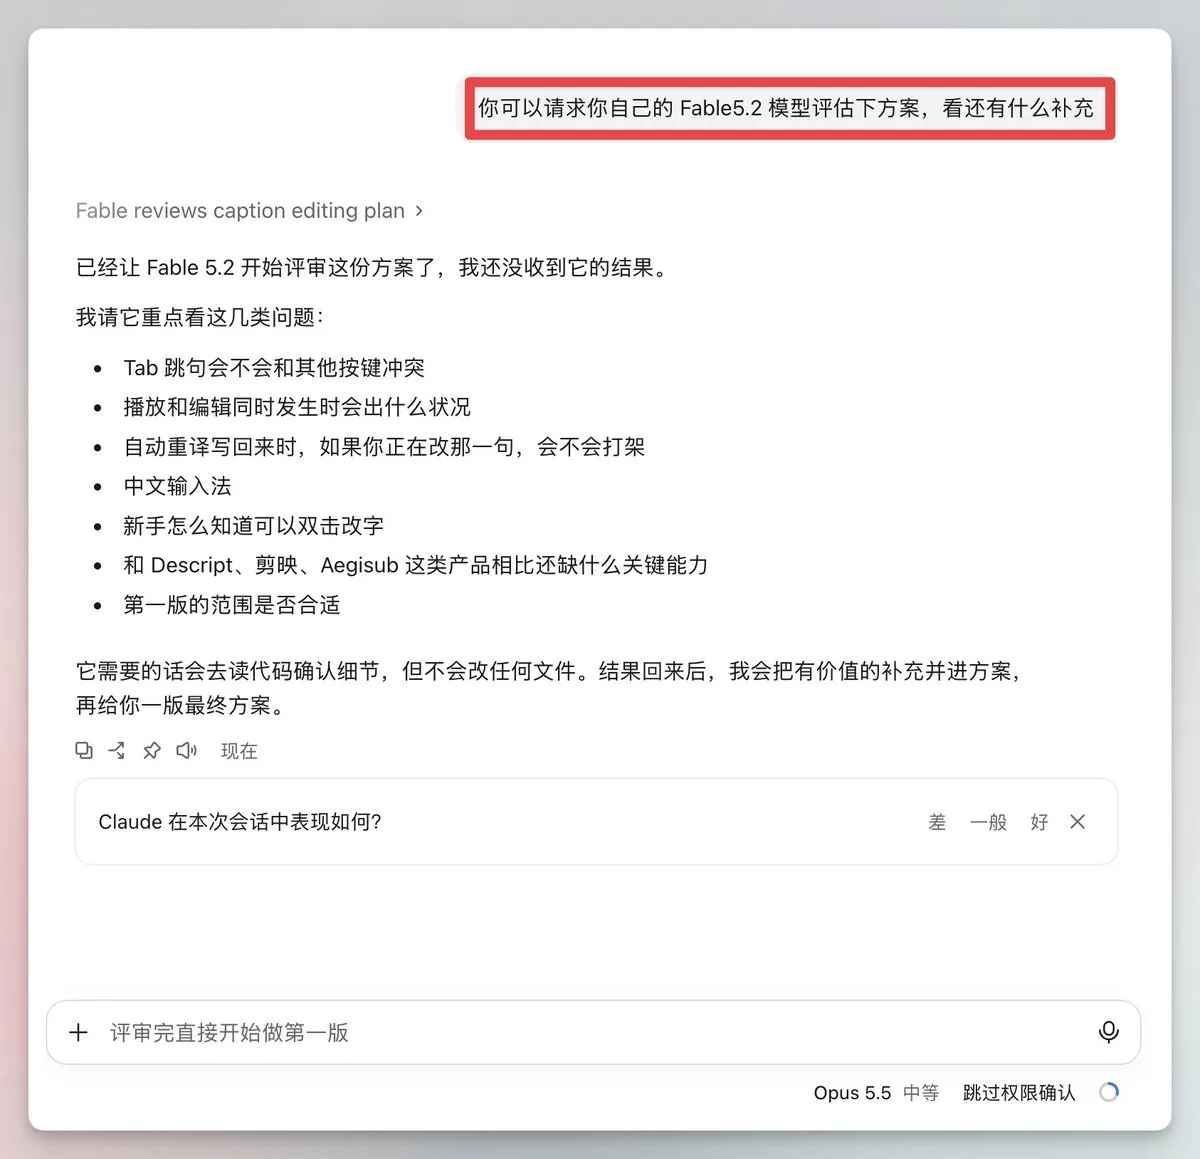 你可以请求你自己的 Fable5.2 模型评估下方案，看还有什么补充
Fable reviews caption editing plan
已经让 Fable 5.2 开始评审这份方案了，我还没收到它的结果。
我请它重点看这几类问题：
Tab 跳句会不会和其他按键冲突
播放和编辑同时发生时会出什么状况
自动重译写回来时，如果你正在改那一句，会不会打架
中文输入法
新手怎么知道可以双击改字
和 Descript、剪映、Aegisub 这类产品相比还缺什么关键能力
第一版的范围是否合适
它需要的话会去读代码确认细节，但不会改任何文件。结果回来后，我会把有价值的补充并进方案，
再给你一版最终方案。
现在
Claude 在本次会话中表现如何?
差 一般 好
评审完直接开始做第一版
Opus 5.5 中等 跳过权限确认